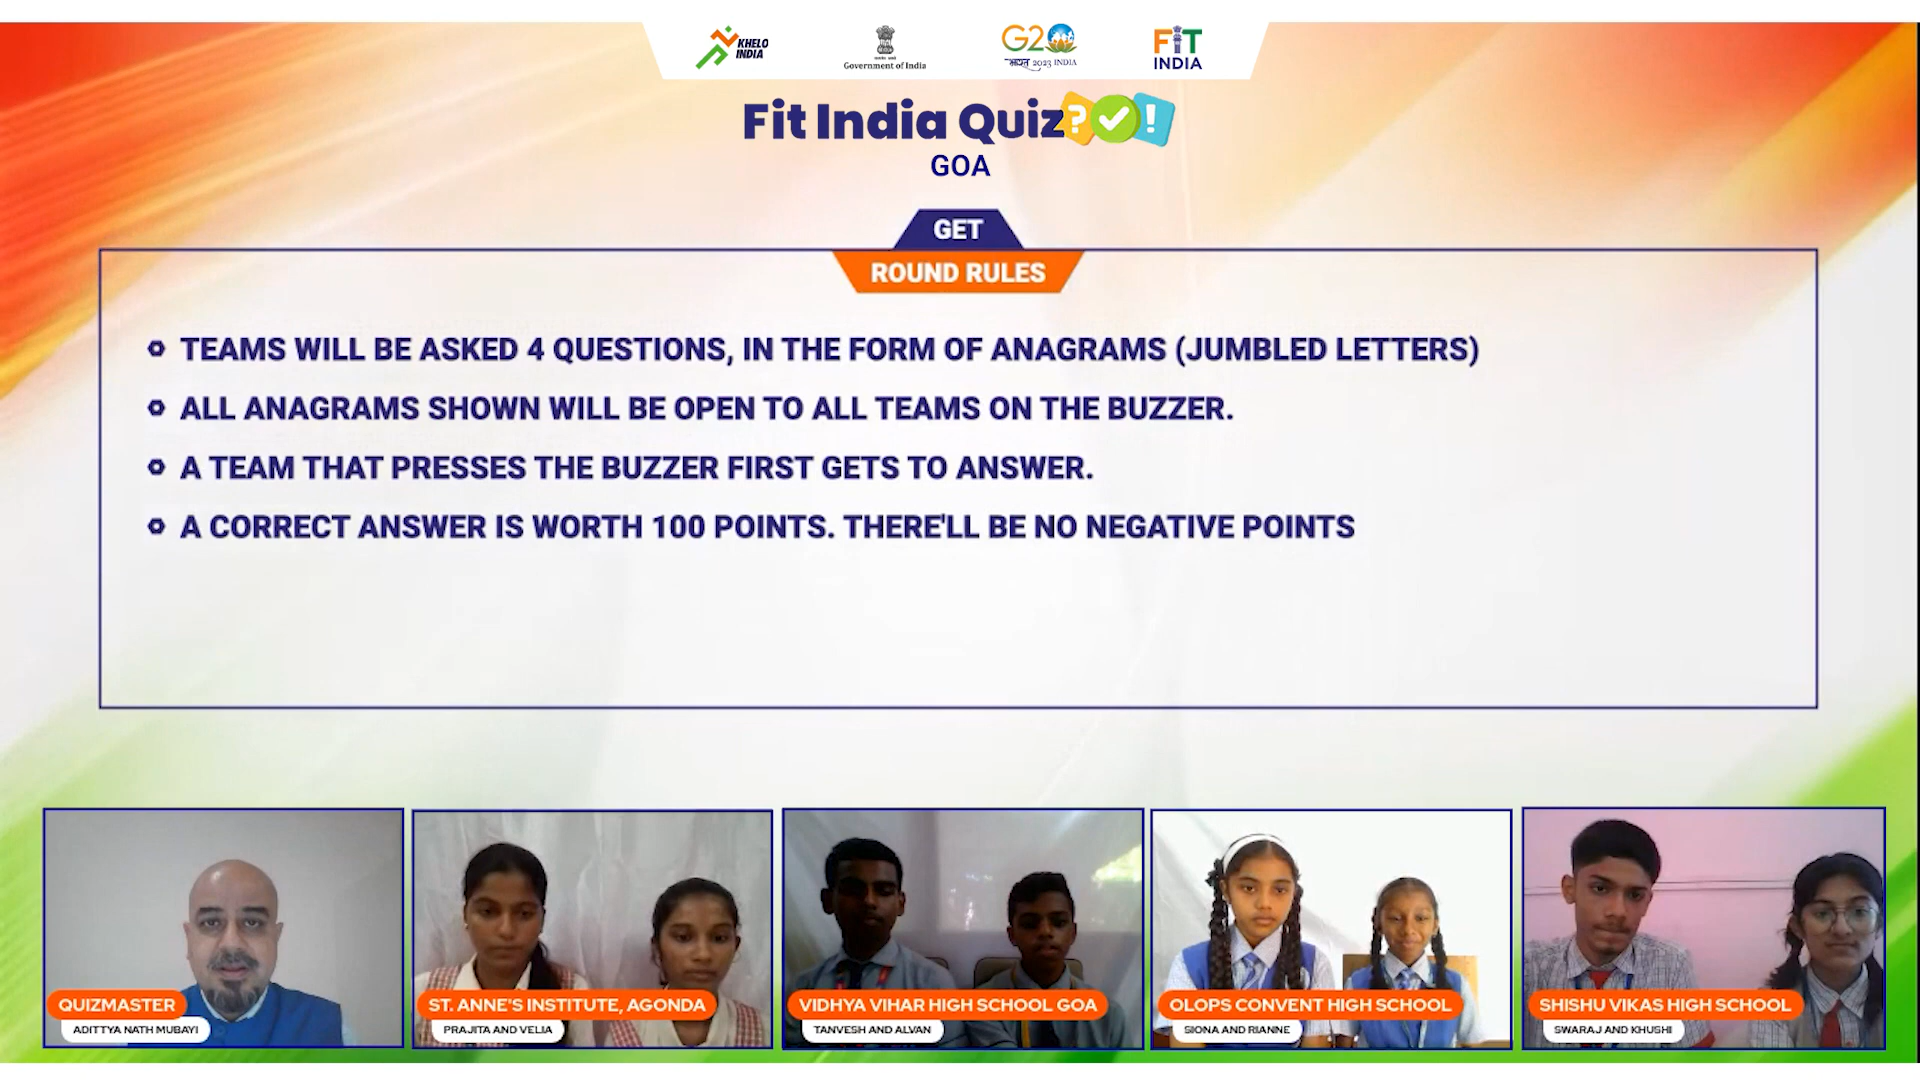 KHELO
INDIA
Government of India
G20
भारत 2023 INDIA
FIT
INDIA
Fit India Quiz?!
GOA
GET
ROUND RULES
TEAMS WILL BE ASKED 4 QUESTIONS, IN THE FORM OF ANAGRAMS (JUMBLED LETTERS)
ALL ANAGRAMS SHOWN WILL BE OPEN TO ALL TEAMS ON THE BUZZER.
A TEAM THAT PRESSES THE BUZZER FIRST GETS TO ANSWER.
A CORRECT ANSWER IS WORTH 100 POINTS. THERE'LL BE NO NEGATIVE POINTS
QUIZMASTER
ADITTYA NATH MUBAYI
ST. ANNE'S INSTITUTE, AGONDA
PRAJITA AND VELIA
VIDHYA VIHAR HIGH SCHOOL GOA
TANVESH AND ALVAN
OLOPS CONVENT HIGH SCHOOL
SIONA AND RIANNE
SHISHU VIKAS HIGH SCHOOL
SWARAJ AND KHUSHI